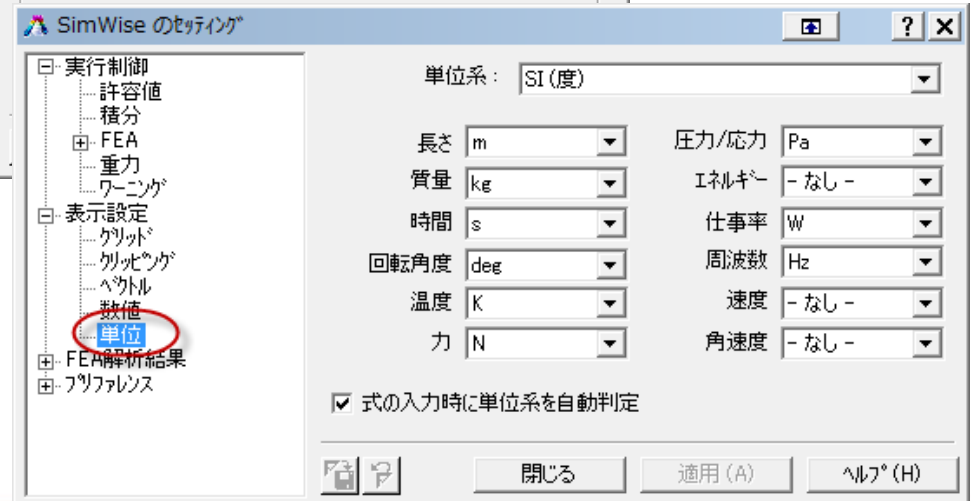 SimWise のｾｯﾃｨﾝｸﾞ
実行制御
許容値
積分
FEA
重力
ﾜｰﾆﾝｸﾞ
表示設定
ｸﾞﾘｯﾄﾞ
ｸﾘｯﾋﾟﾝｸﾞ
ﾍﾞｸﾄﾙ
数値
単位
FEA解析結果
ﾌﾟﾘﾌｧﾚﾝｽ
単位系： SI (度)
長さ m 圧力/応力 Pa
質量 kg ｴﾈﾙｷﾞｰ - なし -
時間 s 仕事率 W
回転角度 deg 周波数 Hz
温度 K 速度 - なし -
力 N 角速度 - なし -
式の入力時に単位系を自動判定
閉じる 適用(A) ﾍﾙﾌﾟ(H)